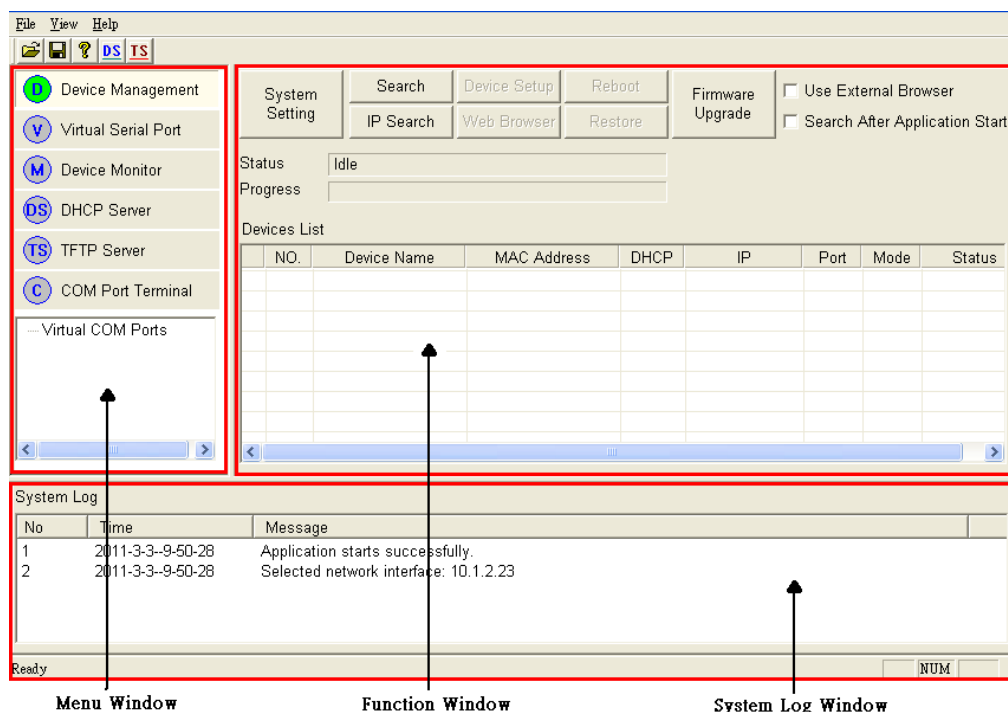 File View Help
DS TS
D Device Management
V Virtual Serial Port
M Device Monitor
DS DHCP Server
TS TFTP Server
C COM Port Terminal
Virtual COM Ports
System Setting
Search
Device Setup
Reboot
Firmware Upgrade
Use External Browser
IP Search
Web Browser
Restore
Search After Application Start
Status Idle
Progress
Devices List
NO. Device Name MAC Address DHCP IP Port Mode Status
System Log
No Time Message
1 2011-3-3--9-50-28 Application starts successfully.
2 2011-3-3--9-50-28 Selected network interface: 10.1.2.23
Ready NUM
Menu Window Function Window System Log Window